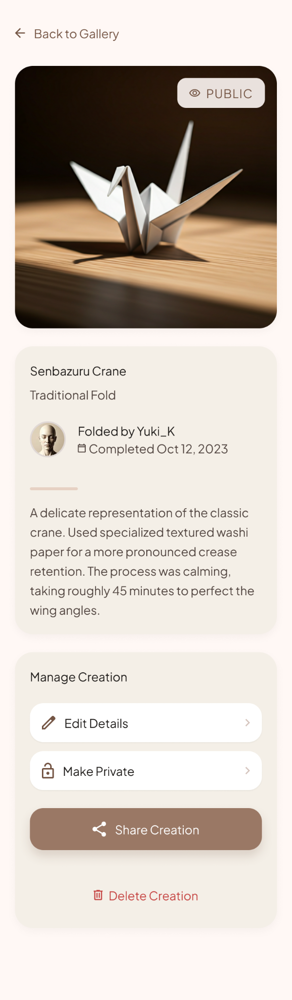 Back to Gallery
PUBLIC
Senbazuru Crane
Traditional Fold
Folded by Yuki_K
Completed Oct 12, 2023
A delicate representation of the classic
crane. Used specialized textured washi
paper for a more pronounced crease
retention. The process was calming,
taking roughly 45 minutes to perfect the
wing angles.
Manage Creation
Edit Details
Make Private
Share Creation
Delete Creation